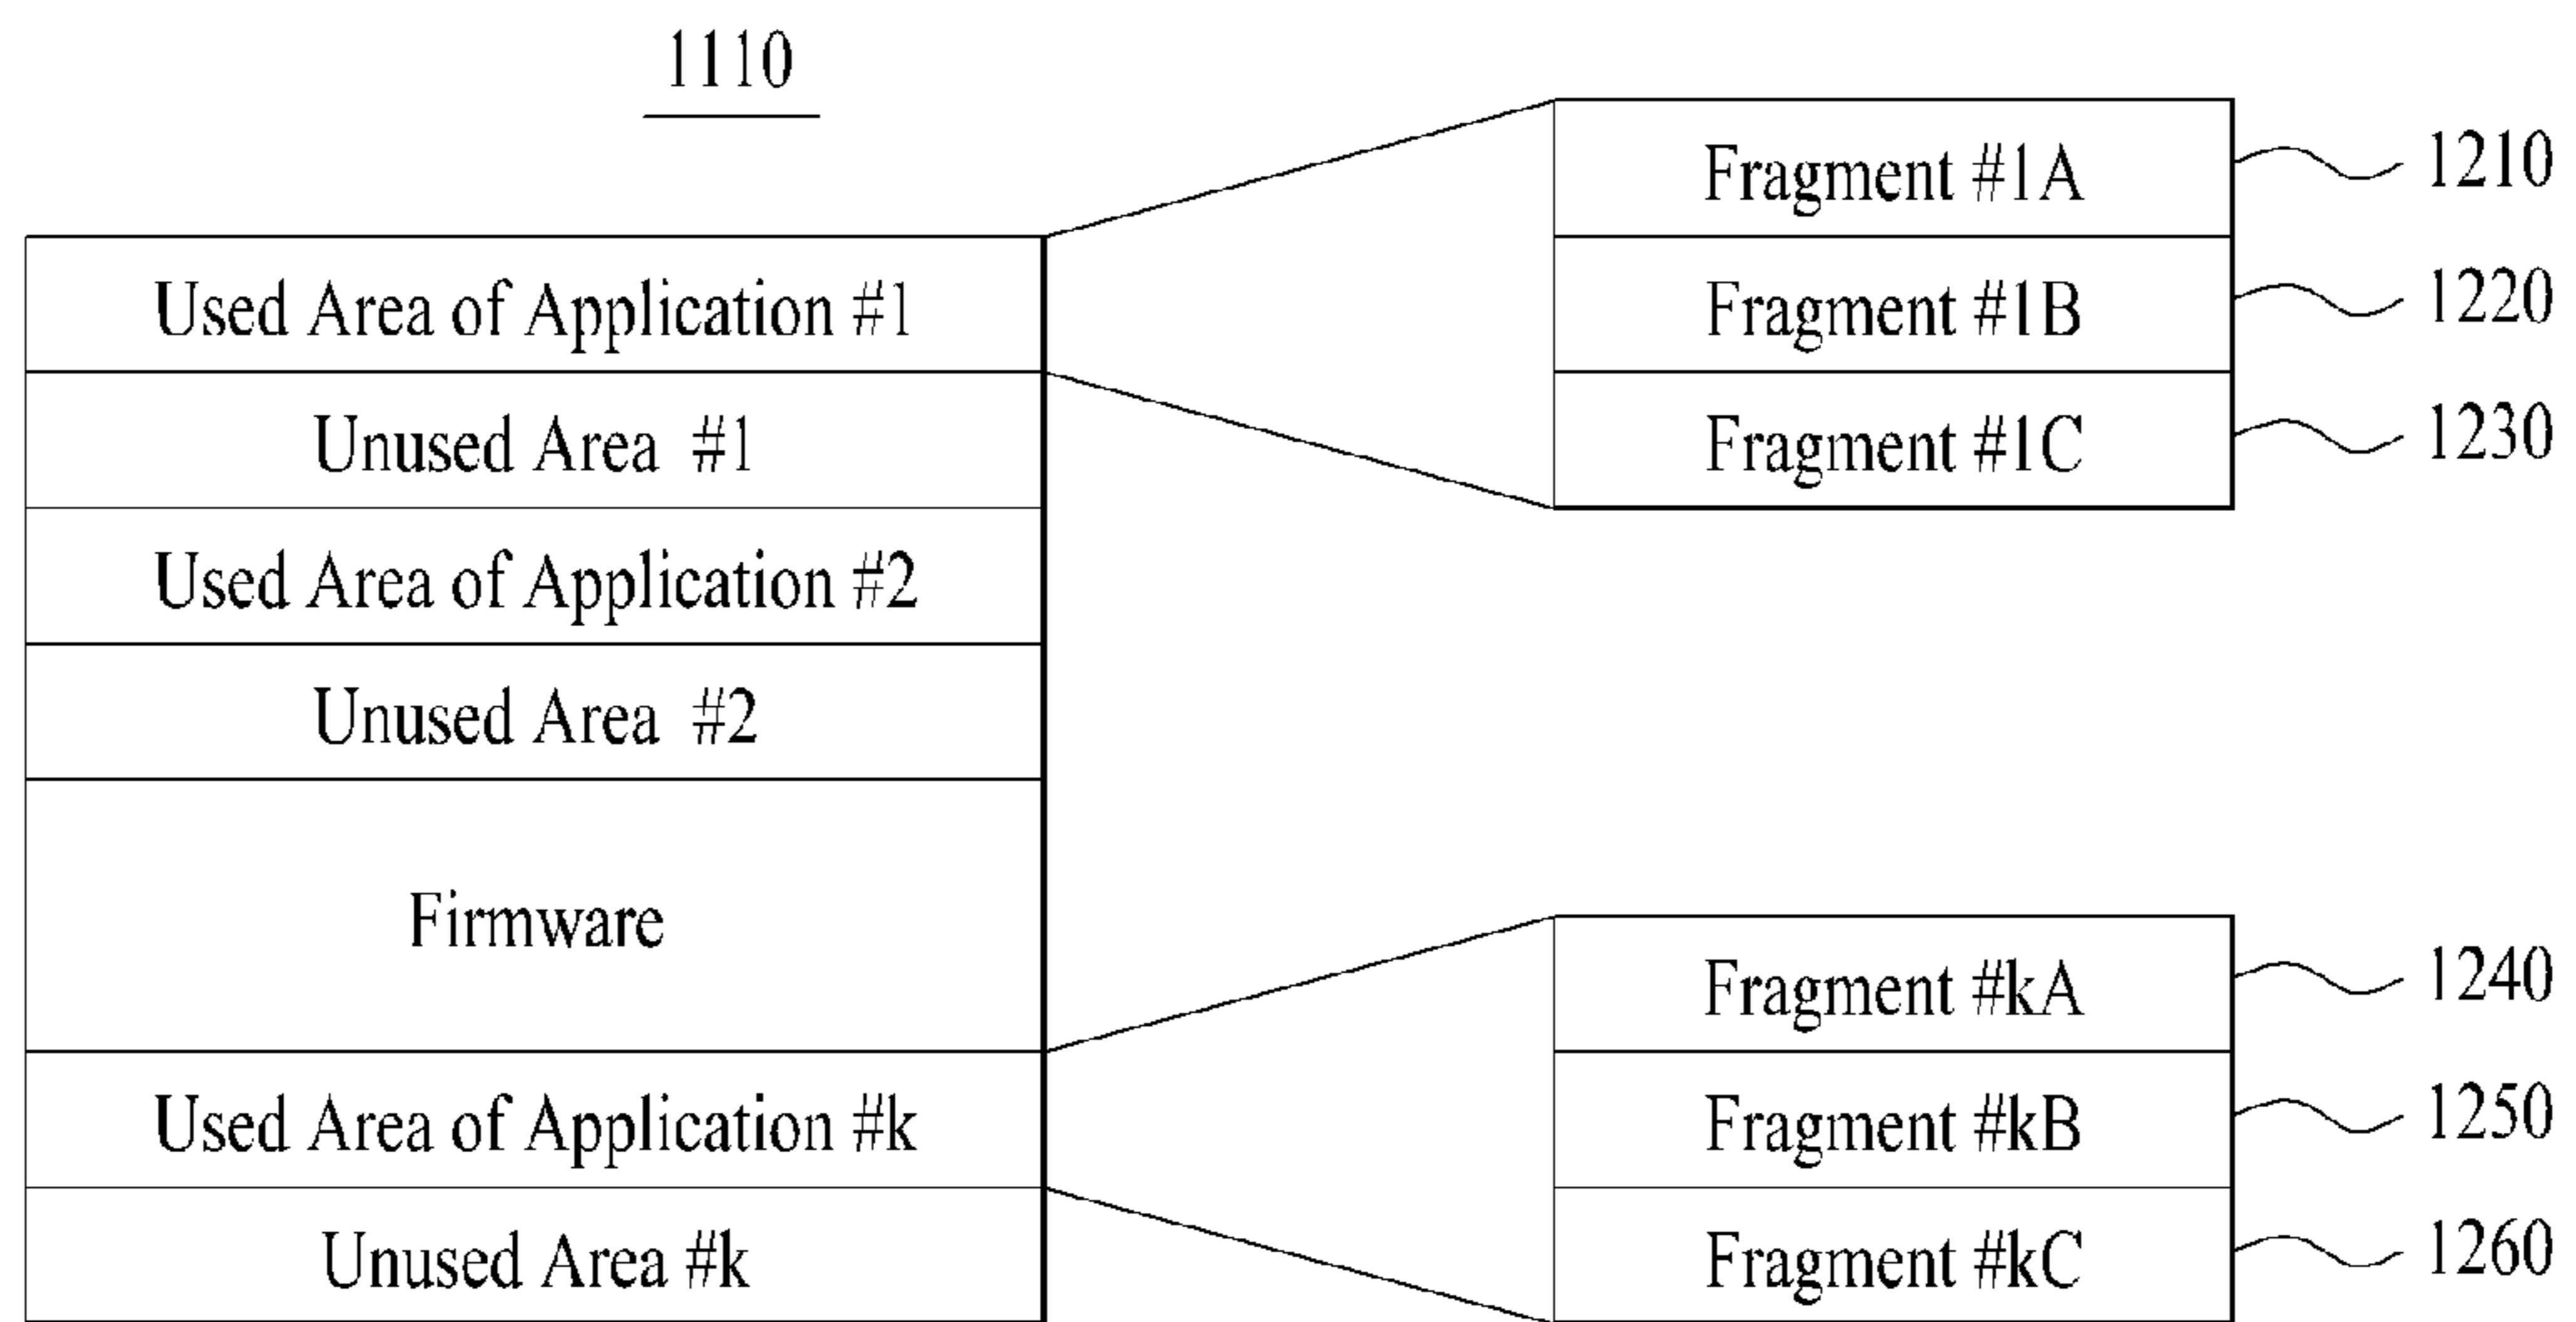 1110
Used Area of Application #1
Unused Area #1
Used Area of Application #2
Unused Area #2
Firmware
Used Area of Application #k
Unused Area #k
Fragment #1A 1210
Fragment #1B 1220
Fragment #1C 1230
Fragment #kA 1240
Fragment #kB 1250
Fragment #kC 1260